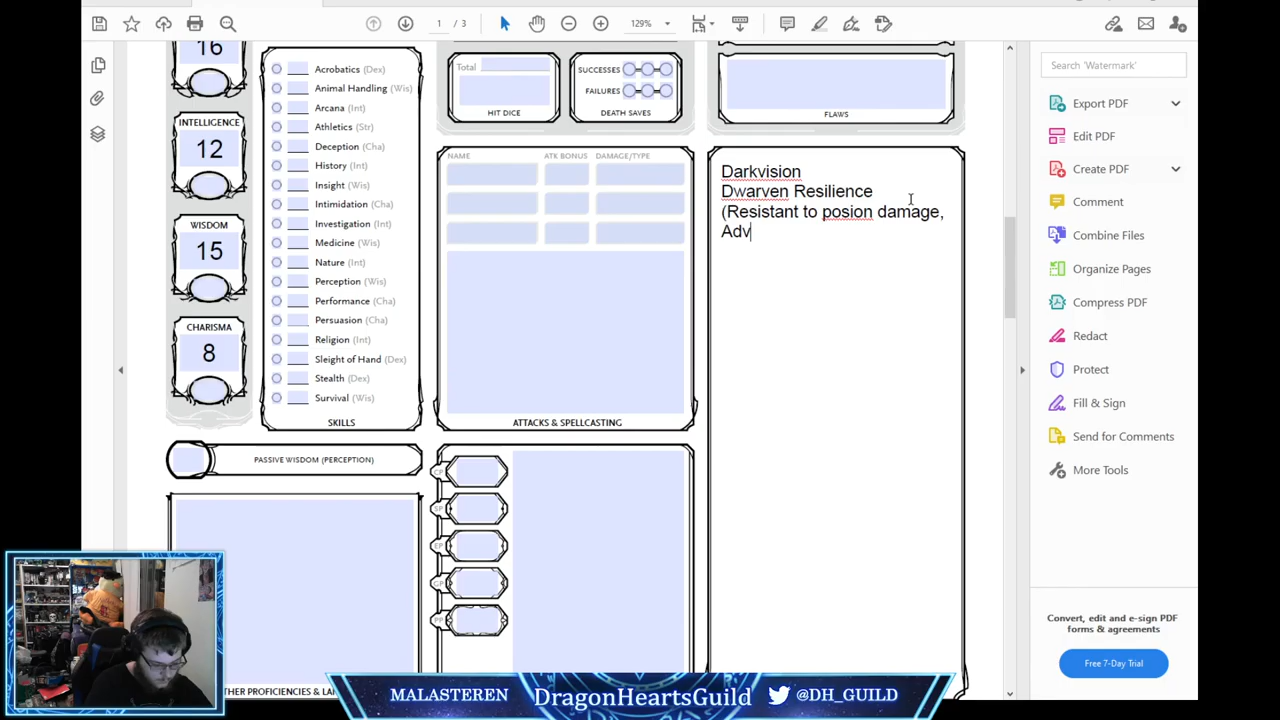 1 / 3
129%
Search 'Watermark'
Export PDF
Edit PDF
Create PDF
Comment
Combine Files
Organize Pages
Compress PDF
Redact
Protect
Fill & Sign
Send for Comments
More Tools
Convert, edit and e-sign PDF
forms & agreements
Free 7-Day Trial
16
INTELLIGENCE
12
WISDOM
15
CHARISMA
8
Acrobatics (Dex)
Animal Handling (Wis)
Arcana (Int)
Athletics (Str)
Deception (Cha)
History (Int)
Insight (Wis)
Intimidation (Cha)
Investigation (Int)
Medicine (Wis)
Nature (Int)
Perception (Wis)
Performance (Cha)
Persuasion (Cha)
Religion (Int)
Sleight of Hand (Dex)
Stealth (Dex)
Survival (Wis)
SKILLS
PASSIVE WISDOM (PERCEPTION)
Total
HIT DICE
SUCCESSES
FAILURES
DEATH SAVES
FLAWS
NAME ATK BONUS DAMAGE/TYPE
ATTACKS & SPELLCASTING
CP
SP
EP
GP
PP
Darkvision
Dwarven Resilience
(Resistant to posion damage,
Adv
MALASTEREN DragonHeartsGuild @DH_GUILD